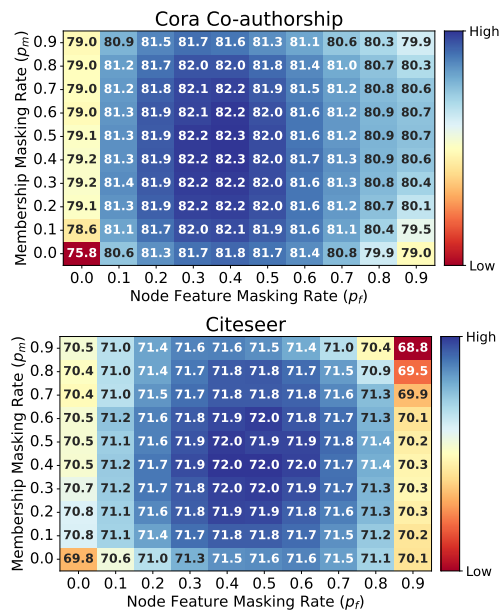 Cora Co-authorship
High
Low
Membership Masking Rate (pm)
0.9 79.0 80.9 81.5 81.7 81.6 81.3 81.1 80.6 80.3 79.9
0.8 79.0 81.2 81.7 82.0 82.0 81.8 81.4 81.0 80.7 80.3
0.7 79.0 81.2 81.8 82.1 82.2 81.9 81.5 81.2 80.8 80.6
0.6 79.0 81.3 81.9 82.2 82.2 82.0 81.5 81.2 80.9 80.7
0.5 79.1 81.3 81.9 82.2 82.3 82.0 81.5 81.2 80.9 80.7
0.4 79.2 81.3 81.9 82.2 82.2 82.0 81.7 81.3 80.9 80.6
0.3 79.2 81.4 81.9 82.2 82.2 82.0 81.6 81.2 80.8 80.4
0.2 79.1 81.3 81.9 82.2 82.2 82.0 81.6 81.2 80.7 80.1
0.1 78.6 81.1 81.7 82.0 82.1 81.9 81.6 81.1 80.4 79.5
0.0 75.8 80.6 81.3 81.7 81.8 81.7 81.4 80.8 79.9 79.0
0.0 0.1 0.2 0.3 0.4 0.5 0.6 0.7 0.8 0.9
Node Feature Masking Rate (pf)
Citeseer
High
Low
Membership Masking Rate (pm)
0.9 70.5 71.0 71.4 71.6 71.6 71.5 71.4 71.0 70.4 68.8
0.8 70.4 71.0 71.5 71.7 71.8 71.8 71.7 71.5 70.9 69.5
0.7 70.4 71.0 71.5 71.7 71.8 71.8 71.8 71.6 71.3 69.9
0.6 70.5 71.2 71.6 71.8 71.9 72.0 71.8 71.7 71.3 70.1
0.5 70.5 71.1 71.6 71.8 72.0 71.9 71.9 71.8 71.4 70.2
0.4 70.5 71.2 71.7 71.9 72.0 72.0 72.0 71.7 71.4 70.3
0.3 70.7 71.2 71.7 71.8 72.0 72.0 71.9 71.7 71.3 70.3
0.2 70.8 71.1 71.6 71.8 71.9 71.9 71.9 71.7 71.3 70.3
0.1 70.8 71.1 71.5 71.7 71.8 71.8 71.8 71.5 71.2 70.2
0.0 69.8 70.6 71.0 71.3 71.5 71.6 71.5 71.5 71.1 70.1
0.0 0.1 0.2 0.3 0.4 0.5 0.6 0.7 0.8 0.9
Node Feature Masking Rate (pf)